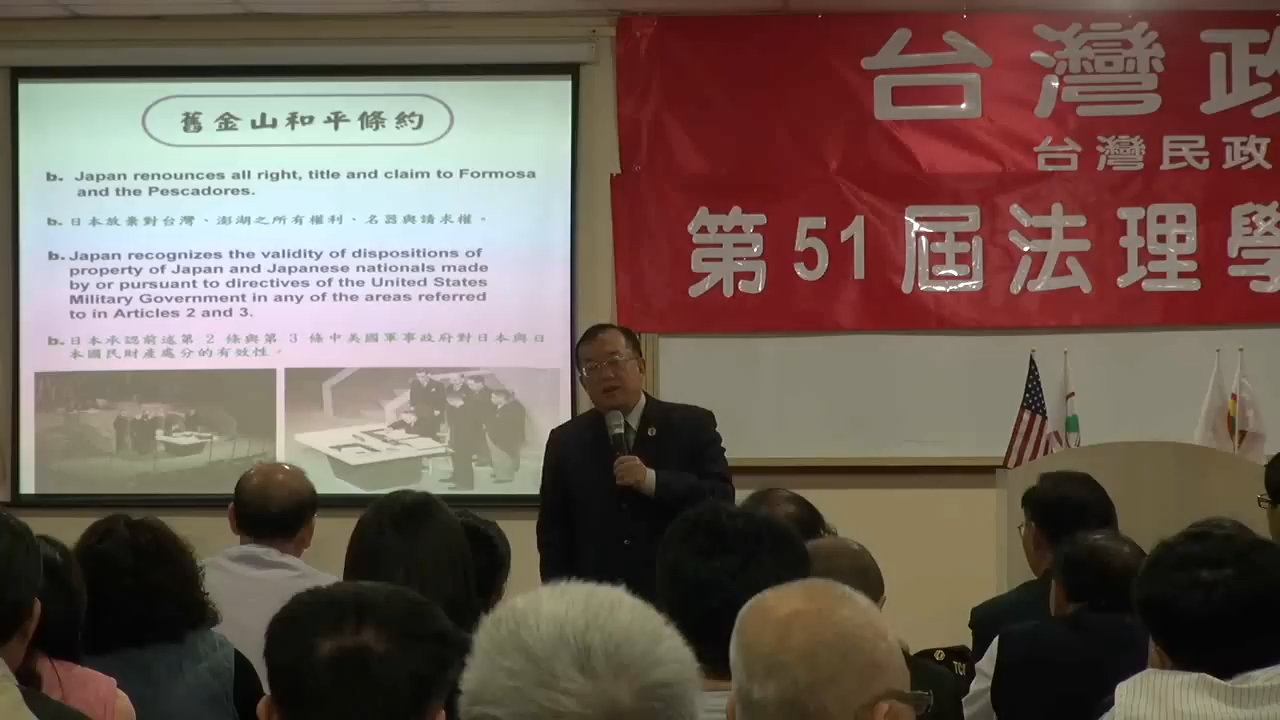 舊金山和平條約
b. Japan renounces all right, title and claim to Formosa
and the Pescadores.
b. 日本放棄對台灣、澎湖之所有權利、名器與請求權。
b. Japan recognizes the validity of dispositions of
property of Japan and Japanese nationals made
by or pursuant to directives of the United States
Military Government in any of the areas referred
to in Articles 2 and 3.
b. 日本承認前述第 2 條與第 3 條中美國軍事政府對日本與日
本國民財產處分的有效性。
台灣政
台灣民政
第51屆法理學